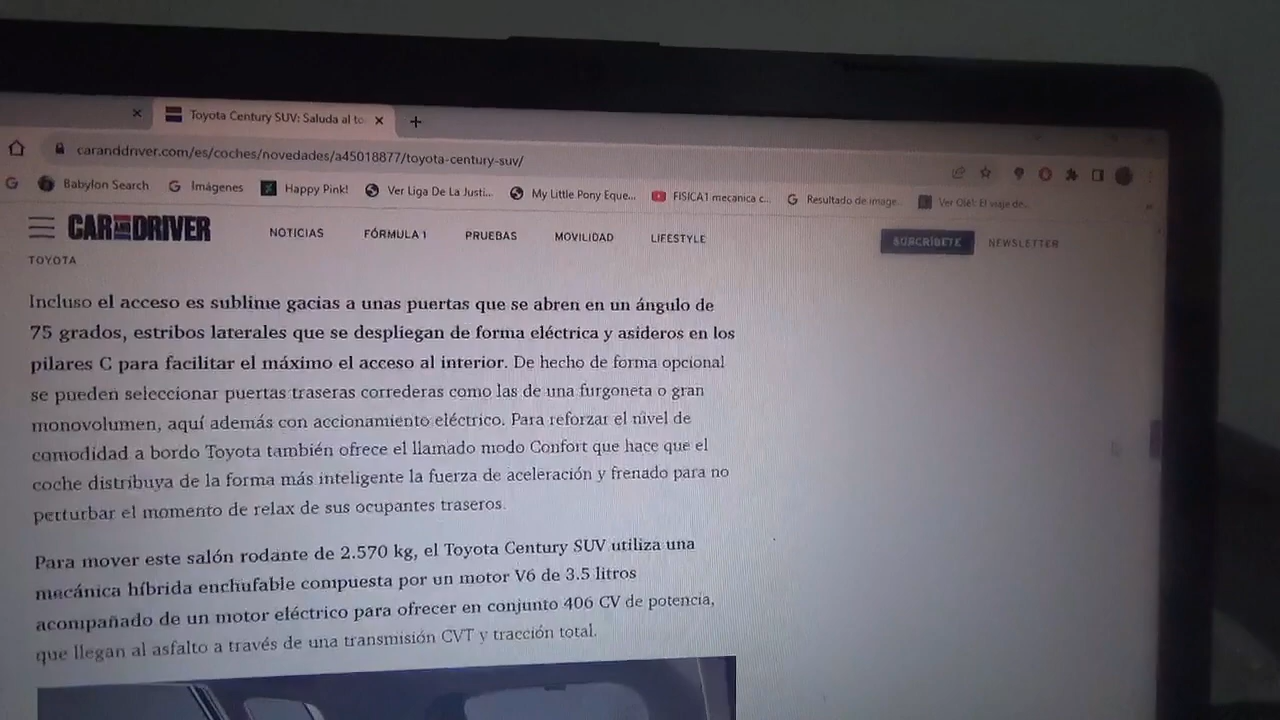 Toyota Century SUV: Saluda al to
caranddriver.com/es/coches/novedades/a45018877/toyota-century-suv/
Babylon Search
Imágenes
Happy Pink!
Ver Liga De La Justi...
My Little Pony Eque...
FISICA1 mecanica c...
Resultado de image...
Ver Olé!: El viaje de...
CAR AND DRIVER
NOTICIAS
FÓRMULA 1
PRUEBAS
MOVILIDAD
LIFESTYLE
SUSCRÍBETE
NEWSLETTER
TOYOTA
Incluso el acceso es sublime gacias a unas puertas que se abren en un ángulo de
75 grados, estribos laterales que se despliegan de forma eléctrica y asideros en los
pilares C para facilitar el máximo el acceso al interior. De hecho de forma opcional
se pueden seleccionar puertas traseras correderas como las de una furgoneta o gran
monovolumen, aquí además con accionamiento eléctrico. Para reforzar el nivel de
comodidad a bordo Toyota también ofrece el llamado modo Confort que hace que el
coche distribuya de la forma más inteligente la fuerza de aceleración y frenado para no
perturbar el momento de relax de sus ocupantes traseros.
Para mover este salón rodante de 2.570 kg, el Toyota Century SUV utiliza una
mecánica híbrida enchufable compuesta por un motor V6 de 3.5 litros
acompañado de un motor eléctrico para ofrecer en conjunto 406 CV de potencia,
que llegan al asfalto a través de una transmisión CVT y tracción total.